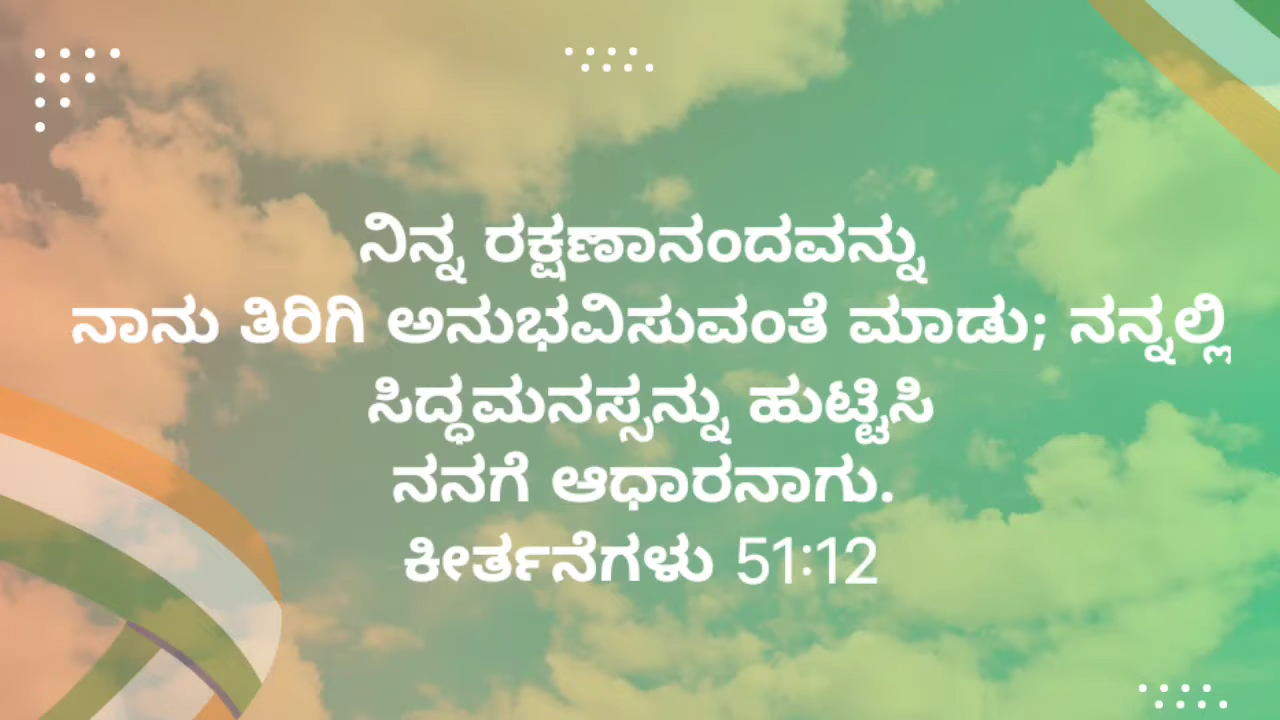 ನಿನ್ನ ರಕ್ಷಣಾನಂದವನ್ನು
ನಾನು ತಿರಿಗಿ ಅನುಭವಿಸುವಂತೆ ಮಾಡು; ನನ್ನಲ್ಲಿ
ಸಿದ್ಧಮನಸ್ಸನ್ನು ಹುಟ್ಟಿಸಿ
ನನಗೆ ಆಧಾರನಾಗು.
ಕೀರ್ತನೆಗಳು 51:12